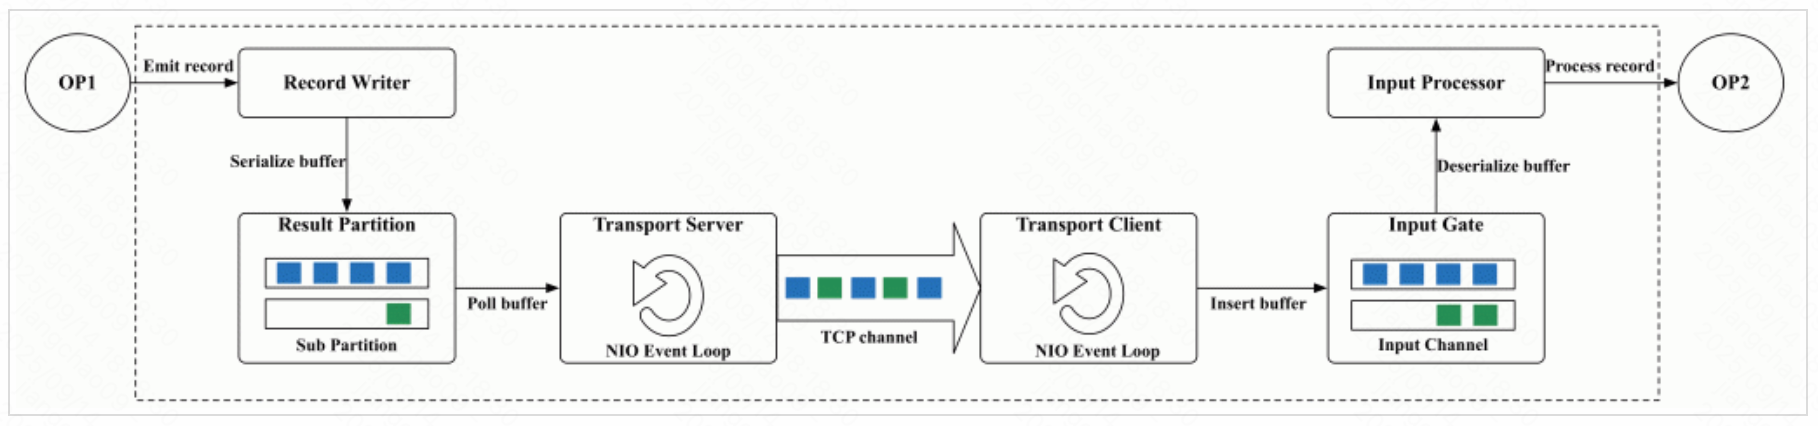 OP1
Emit record
Record Writer
Serialize buffer
Result Partition
Sub Partition
Poll buffer
Transport Server
NIO Event Loop
TCP channel
Transport Client
NIO Event Loop
Insert buffer
Input Gate
Input Channel
Deserialize buffer
Input Processor
Process record
OP2